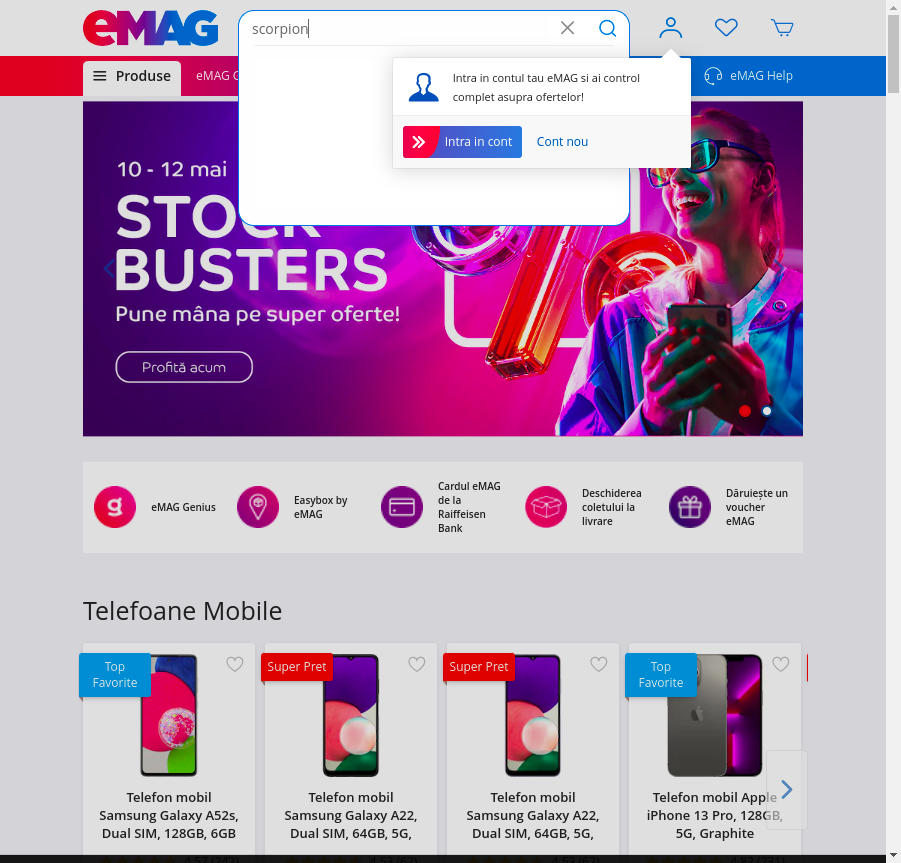 eMAG
scorpion
Produse
eMAG G
eMAG Help
Intra in contul tau eMAG si ai control
complet asupra ofertelor!
Intra in cont
Cont nou
10 - 12 mai
STOCK
BUSTERS
Pune mâna pe super oferte!
Profită acum
eMAG Genius
Easybox by
eMAG
Cardul eMAG
de la
Raiffeisen
Bank
Deschiderea
coletului la
livrare
Dăruiește un
voucher
eMAG
Telefoane Mobile
Top
Favorite
Super Pret
Super Pret
Top
Favorite
Telefon mobil
Samsung Galaxy A52s,
Dual SIM, 128GB, 6GB
Telefon mobil
Samsung Galaxy A22,
Dual SIM, 64GB, 5G,
Telefon mobil
Samsung Galaxy A22,
Dual SIM, 64GB, 5G,
Telefon mobil Apple
iPhone 13 Pro, 128GB,
5G, Graphite